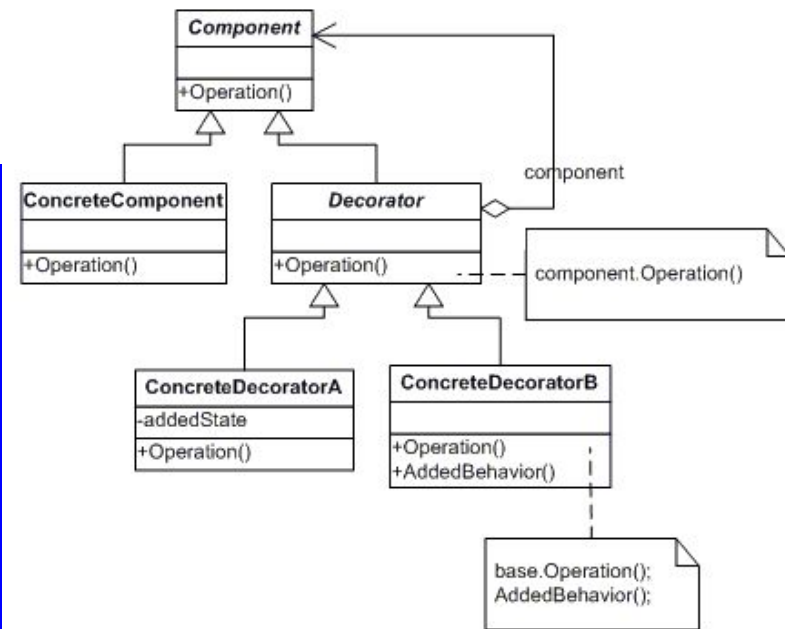 Component
+Operation()
component
ConcreteComponent
+Operation()
Decorator
+Operation()
component.Operation()
ConcreteDecoratorA
-addedState
+Operation()
ConcreteDecoratorB
+Operation()
+AddedBehavior()
base.Operation();
AddedBehavior();